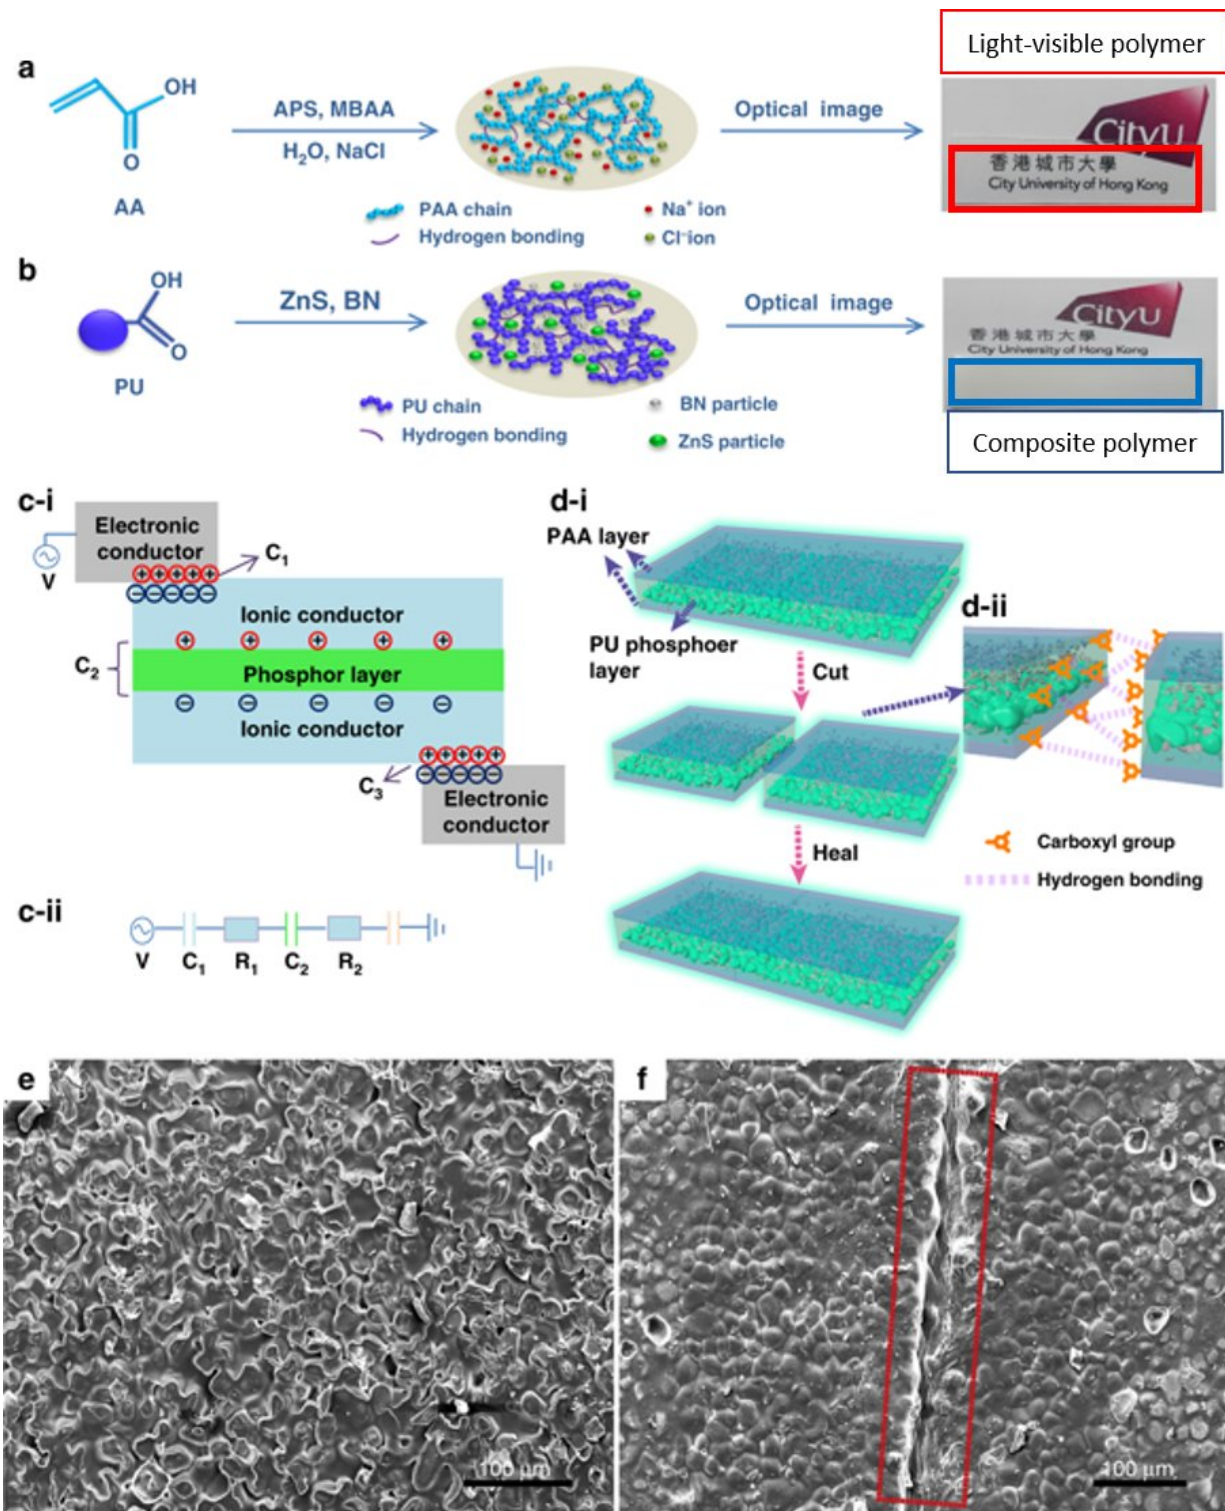 Light-visible polymer
a
OH
O
AA
APS, MBAA
H₂O, NaCl
Optical image
CityU
香港城市大學
City University of Hong Kong
PAA chain
Hydrogen bonding
Na⁺ ion
Cl⁻ion
b
OH
O
PU
ZnS, BN
Optical image
CityU
香港城市大學
City University of Hong Kong
PU chain
Hydrogen bonding
BN particle
ZnS particle
Composite polymer
c-i
Electronic
conductor
V
C₁
Ionic conductor
C₂
Phosphor layer
Ionic conductor
C₃
Electronic
conductor
c-ii
V
C₁
R₁
C₂
R₂
d-i
PAA layer
PU phosphoer
layer
Cut
Heal
d-ii
Carboxyl group
Hydrogen bonding
e
100 μm
f
100 μm